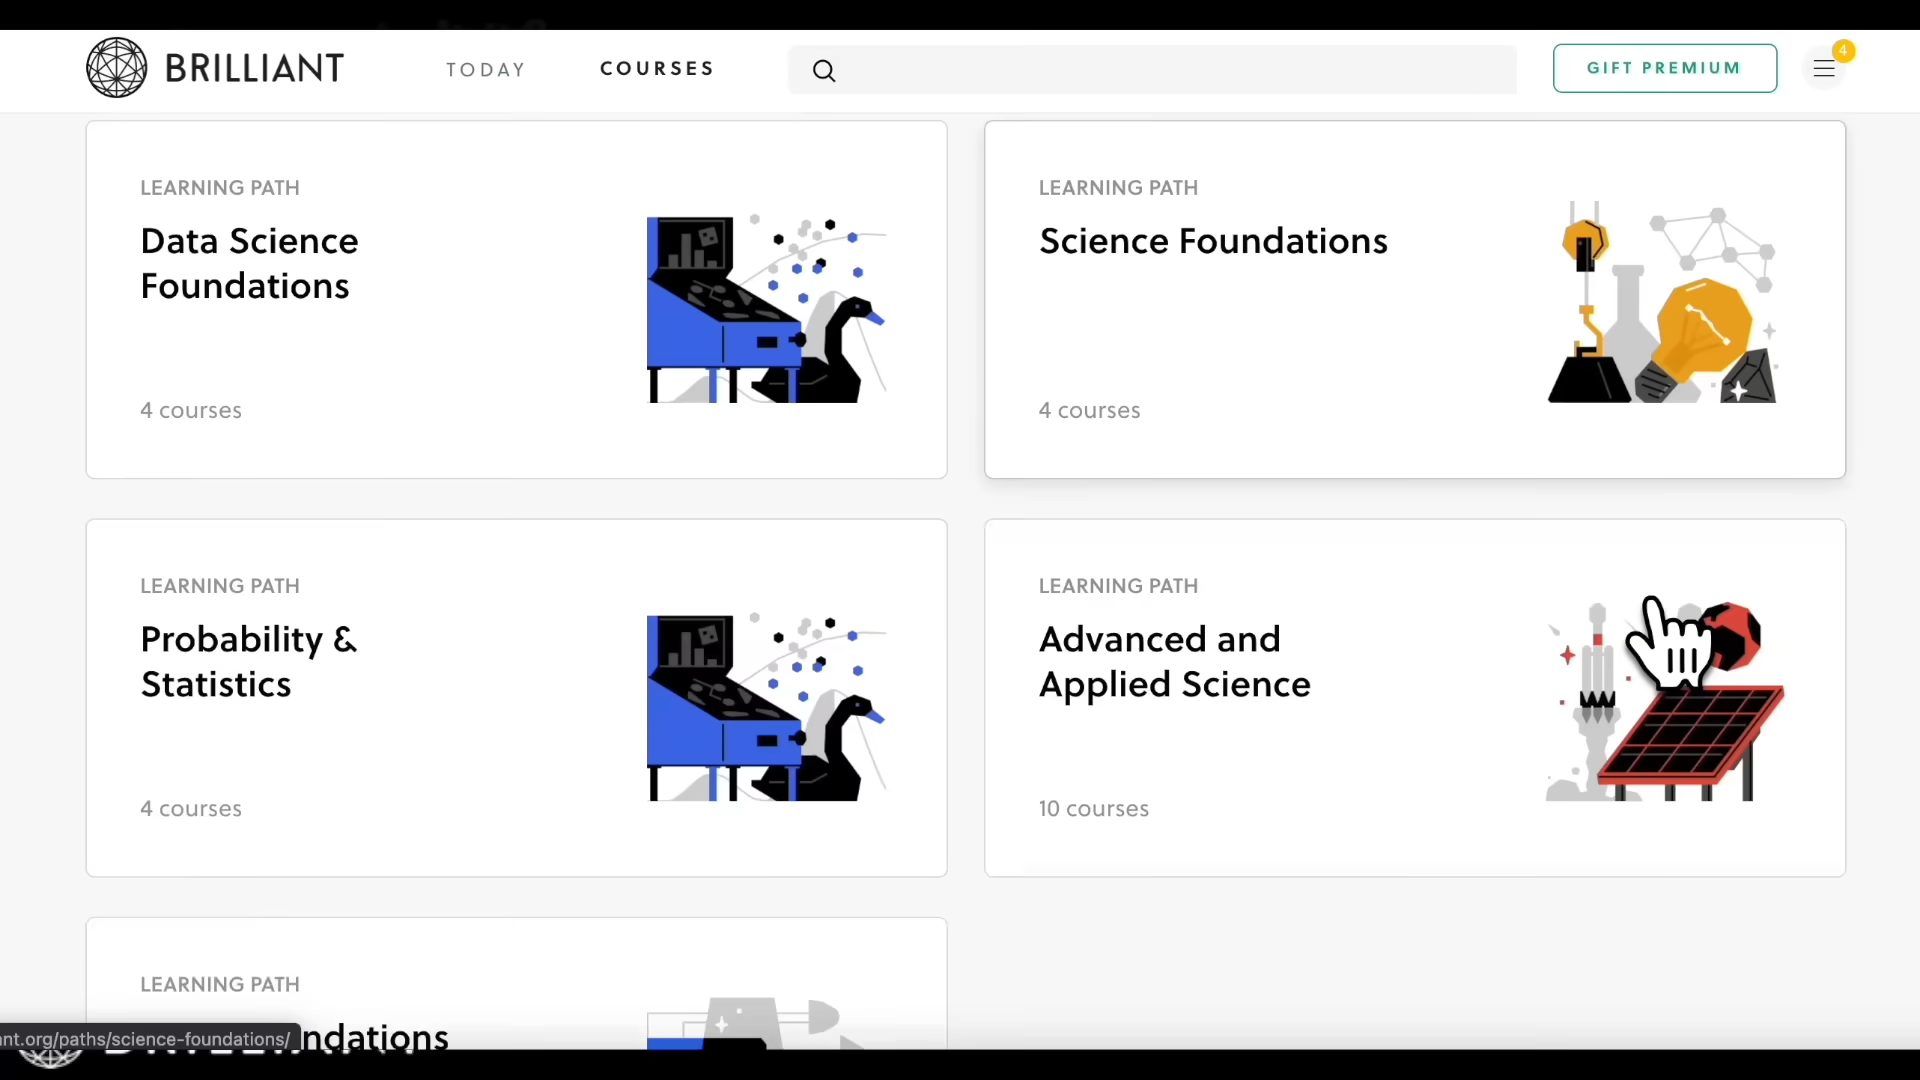 BRILLIANT
TODAY
COURSES
GIFT PREMIUM
4
LEARNING PATH
Data Science
Foundations
4 courses
LEARNING PATH
Science Foundations
4 courses
LEARNING PATH
Probability &
Statistics
4 courses
LEARNING PATH
Advanced and
Applied Science
10 courses
LEARNING PATH
ndations
ant.org/paths/science-foundations/